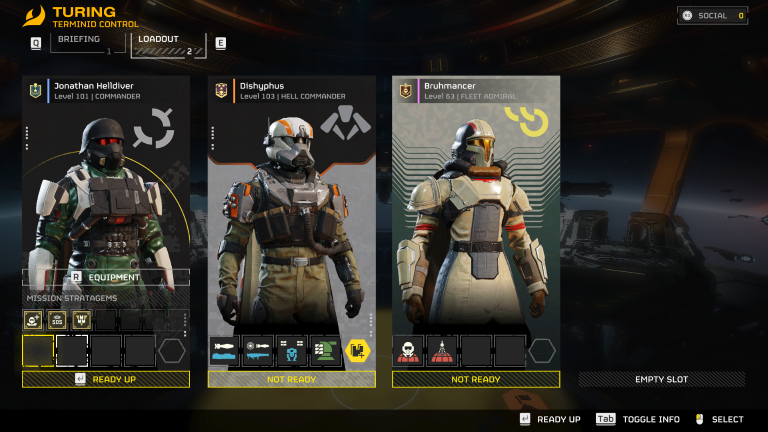 TURING
TERMINID CONTROL
SOCIAL 0
Q BRIEFING 1 LOADOUT 2 E
Jonathan Helldiver
Level 101 | COMMANDER
Dishyphus
Level 103 | HELL COMMANDER
Bruhmancer
Level 63 | FLEET ADMIRAL
R EQUIPMENT
MISSION STRATAGEMS
SOS
READY UP
NOT READY
NOT READY
EMPTY SLOT
READY UP Tab TOGGLE INFO SELECT